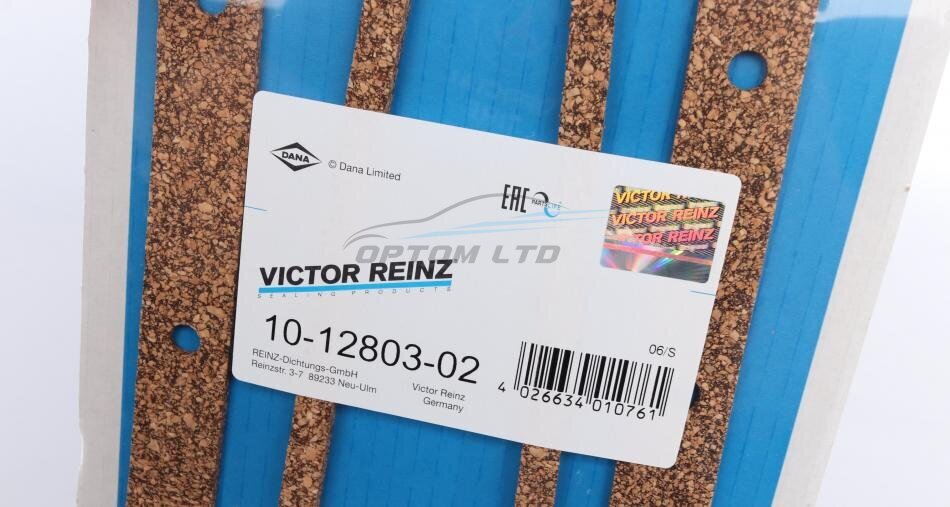 DANA
© Dana Limited
EAC
PARTSLIFE
OPTOM LTD
VICTOR REINZ
VICTOR REINZ
VICTOR REINZ
VICTOR REINZ
SEALING PRODUCTS
10-12803-02
REINZ-Dichtungs-GmbH
Reinzstr. 3-7 89233 Neu-Ulm
Victor Reinz
Germany
06/S
4 026634 010761